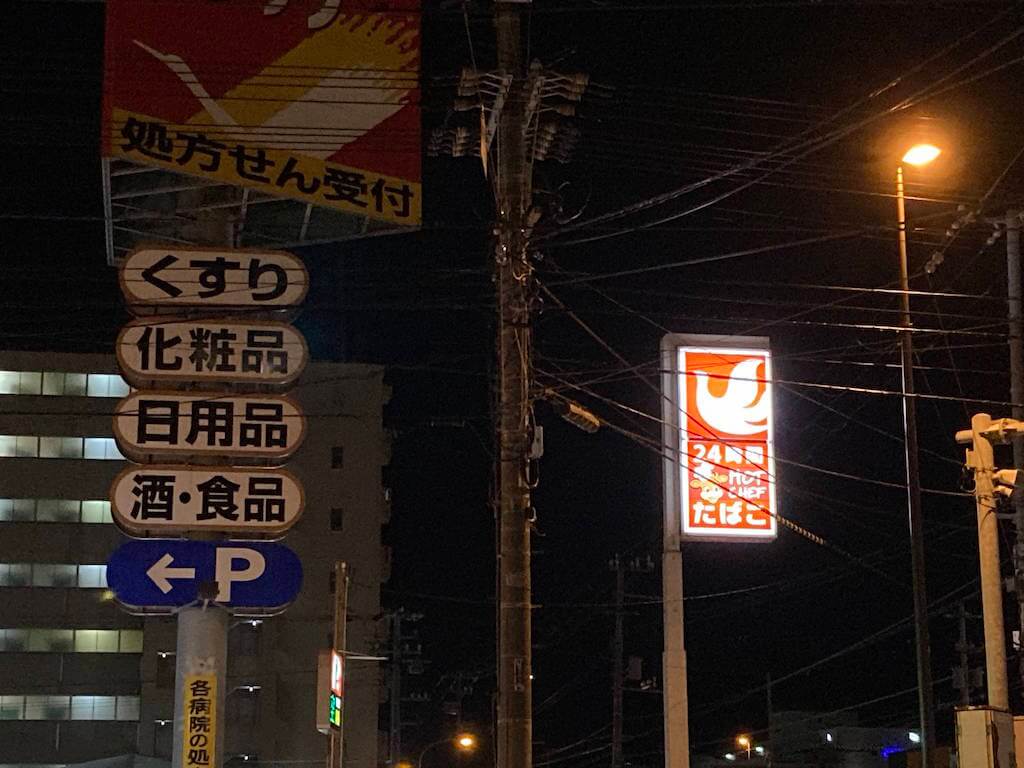 処方せん受付
くすり
化粧品
日用品
酒・食品
← P
各病院の処
24時間
HOT
CHEF
たばこ